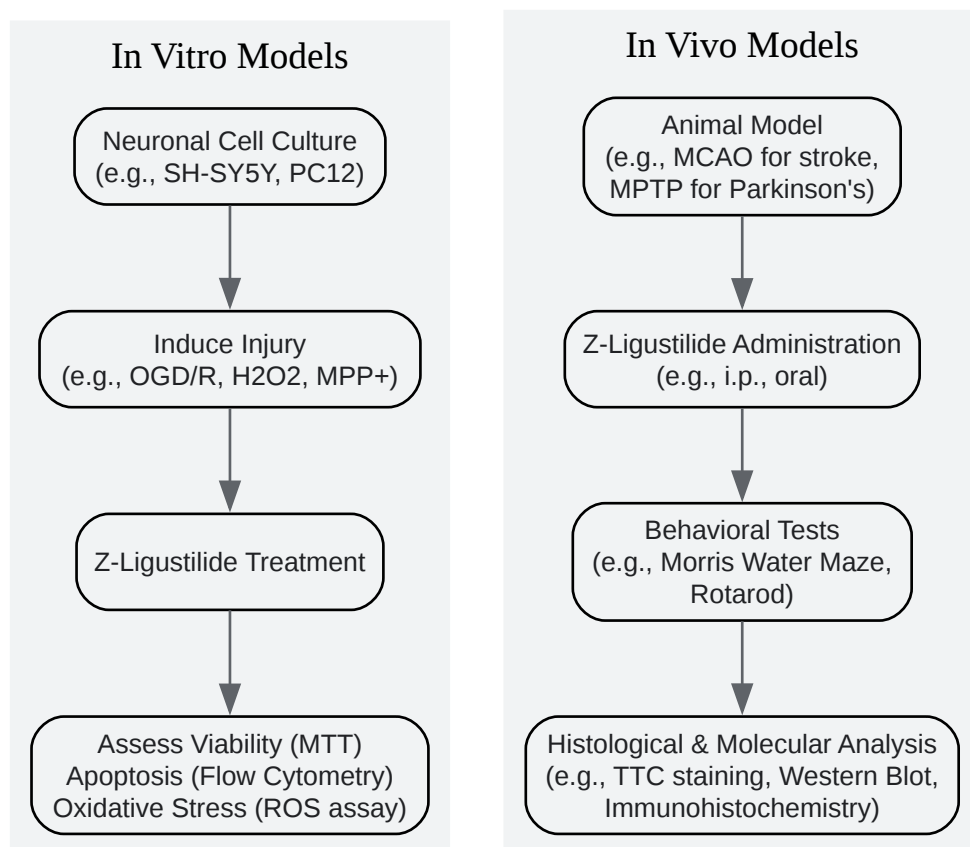 In Vitro Models
Neuronal Cell Culture
(e.g., SH-SY5Y, PC12)
Induce Injury
(e.g., OGD/R, H2O2, MPP+)
Z-Ligustilide Treatment
Assess Viability (MTT)
Apoptosis (Flow Cytometry)
Oxidative Stress (ROS assay)
In Vivo Models
Animal Model
(e.g., MCAO for stroke,
MPTP for Parkinson's)
Z-Ligustilide Administration
(e.g., i.p., oral)
Behavioral Tests
(e.g., Morris Water Maze,
Rotarod)
Histological & Molecular Analysis
(e.g., TTC staining, Western Blot,
Immunohistochemistry)